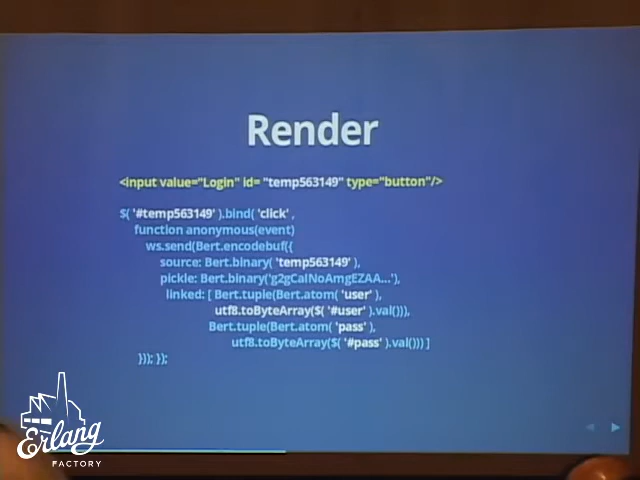 Render
<input value="Login" id= "temp563149" type="button"/>
$( '#temp563149' ).bind( 'click' ,
function anonymous(event)
ws.send(Bert.encodebuf({
source: Bert.binary( 'temp563149' ),
pickle: Bert.binary('g2gCaINoAmgEZAA...'),
linked: [ Bert.tuple(Bert.atom( 'user' ),
utf8.toByteArray($( '#user' ).val())),
Bert.tuple(Bert.atom( 'pass' ),
utf8.toByteArray($( '#pass' ).val())) ]
})); });
Erlang
FACTORY